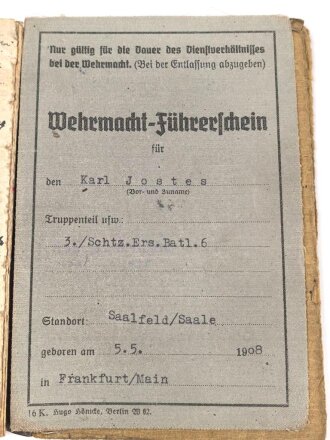 Nur gültig für die Dauer des Dienstverhältnisses
bei der Wehrmacht. (Bei der Entlassung abzugeben)
Wehrmacht-Führerschein
für
den Karl Jostes
(Vor- und Zuname)
Truppenteil usw.:
3./Schtz.Ers.Batl.6
Standort: Saalfeld/Saale
geboren am 5.5. 1908
in Frankfurt/Main
16 K. Hugo Hönicke, Berlin W 62.